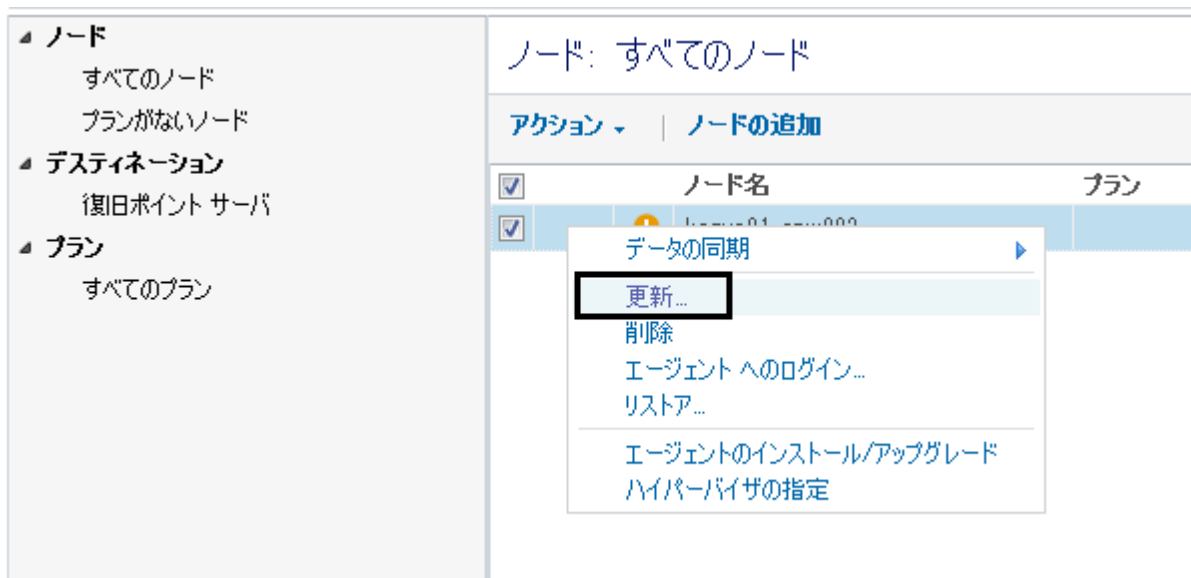 ノード
すべてのノード
プランがないノード
デスティネーション
復旧ポイント サーバ
プラン
すべてのプラン
ノード: すべてのノード
アクション | ノードの追加
ノード名 プラン
データの同期
更新...
削除
エージェント へのログイン...
リストア...
エージェントのインストール/アップグレード
ハイパーバイザの指定